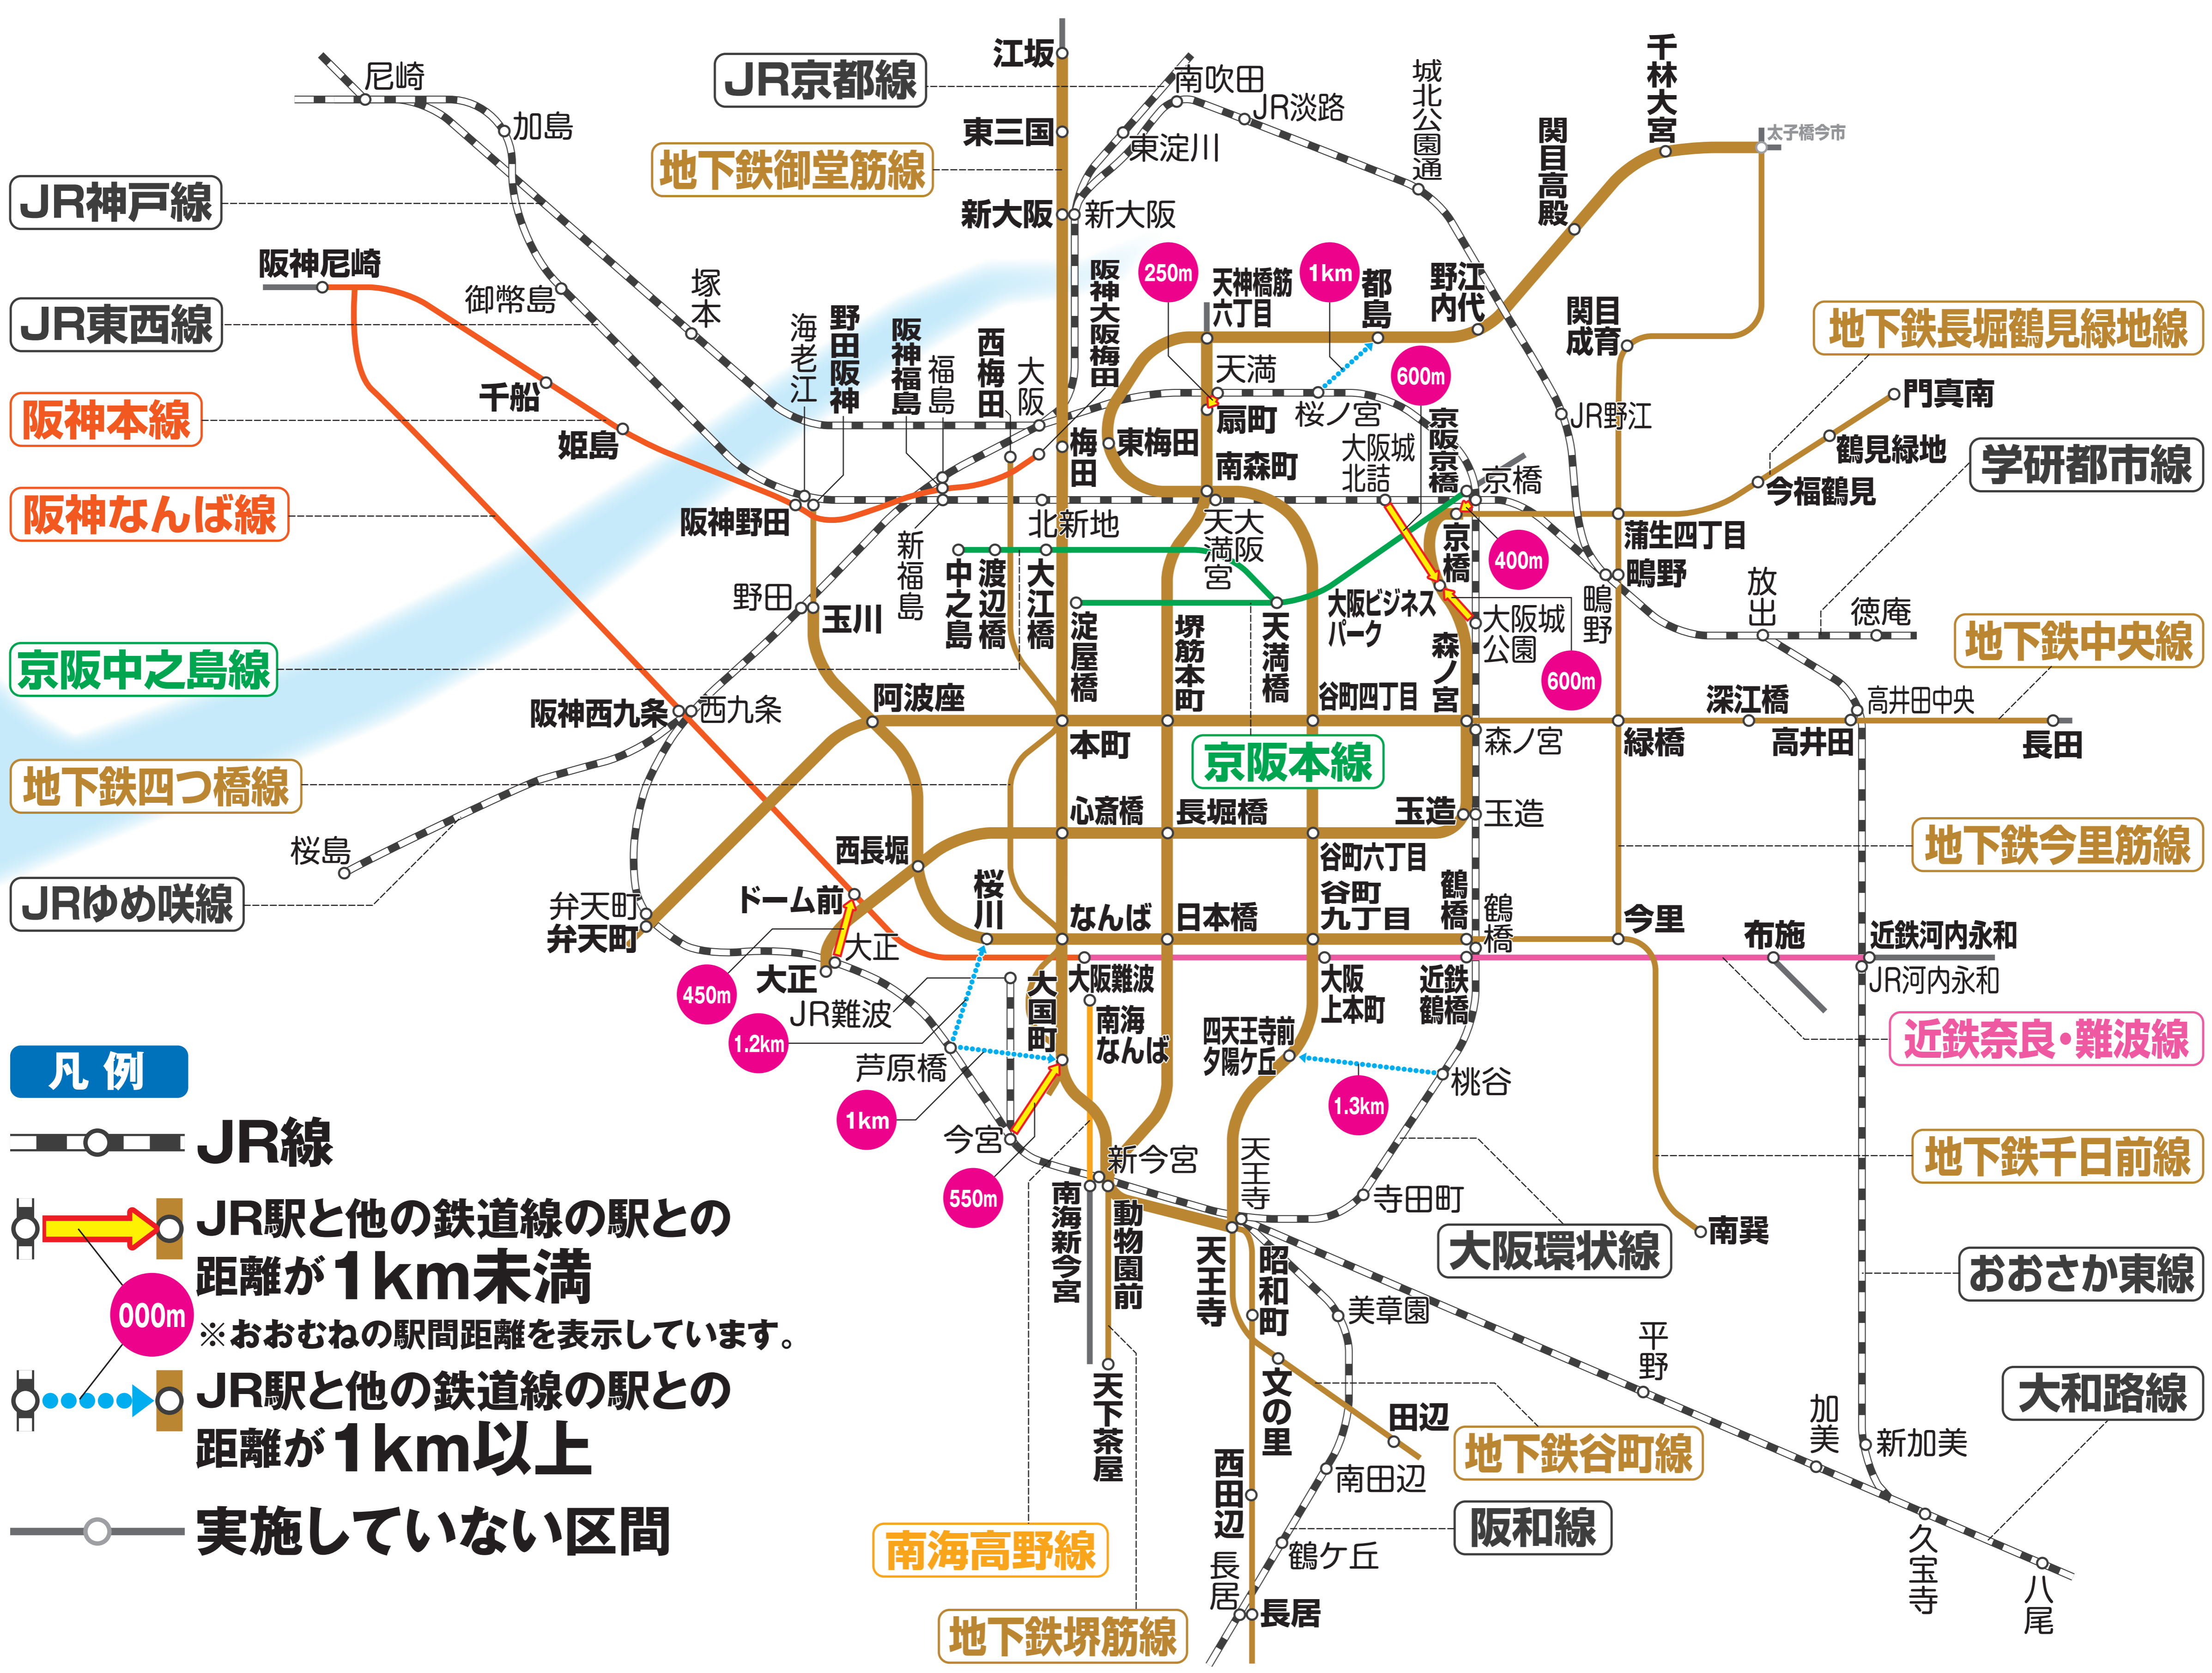 江坂
千林大宮
JR京都線
南吹田
尼崎
城北公園通
JR淡路
加島
東三国
関目高殿
太子橋今市
東淀川
地下鉄御堂筋線
JR神戸線
新大阪
新大阪
阪神尼崎
御幣島
塚本
阪神大阪梅田
250m
天神橋筋
六丁目
1km
都島
野江
内代
関目
成育
JR東西線
海老江
野田阪神
阪神福島
福島
西梅田
大阪
地下鉄長堀鶴見緑地線
天満
600m
千船
阪神本線
姫島
梅田
東梅田
扇町
桜ノ宮
大阪城
北詰
京阪京橋
JR野江
門真南
鶴見緑地
学研都市線
南森町
京橋
今福鶴見
阪神なんば線
阪神野田
北新地
大阪
天満宮
京橋
400m
蒲生四丁目
新福島
中之島
渡辺橋
大江橋
鴫野
鴫野
放出
徳庵
野田
玉川
淀屋橋
堺筋本町
天満橋
大阪ビジネス
パーク
大阪城
公園
京阪中之島線
地下鉄中央線
森ノ宮
600m
阪神西九条
西九条
阿波座
谷町四丁目
深江橋
高井田中央
本町
京阪本線
森ノ宮
緑橋
高井田
長田
地下鉄四つ橋線
心斎橋
長堀橋
玉造
玉造
桜島
西長堀
谷町六丁目
地下鉄今里筋線
JRゆめ咲線
ドーム前
桜川
弁天町
弁天町
なんば
日本橋
谷町
九丁目
鶴橋
鶴橋
今里
布施
近鉄河内永和
大正
大正
450m
大国町
大阪難波
大阪
上本町
近鉄
鶴橋
JR河内永和
JR難波
1.2km
南海
なんば
四天王寺前
夕陽ケ丘
近鉄奈良・難波線
芦原橋
桃谷
1km
1.3km
凡例
JR線
今宮
新今宮
天王寺
地下鉄千日前線
550m
南海新今宮
動物園前
寺田町
南巽
JR駅と他の鉄道線の駅との
距離が1km未満
000m
※おおむねの駅間距離を表示しています。
JR駅と他の鉄道線の駅との
距離が1km以上
実施していない区間
天王寺
昭和町
大阪環状線
おおさか東線
美章園
平野
天下茶屋
文の里
田辺
加美
大和路線
新加美
地下鉄谷町線
西田辺
南田辺
阪和線
南海高野線
鶴ケ丘
久宝寺
長居
長居
八尾
地下鉄堺筋線